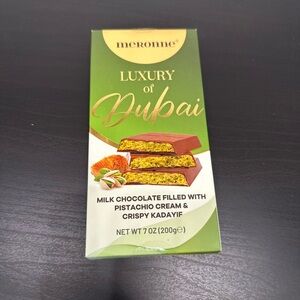 meronne
LUXURY
of
Dubai
MILK CHOCOLATE FILLED WITH
PISTACHIO CREAM &
CRISPY KADAYIF
NET WT 7 OZ (200g℮)